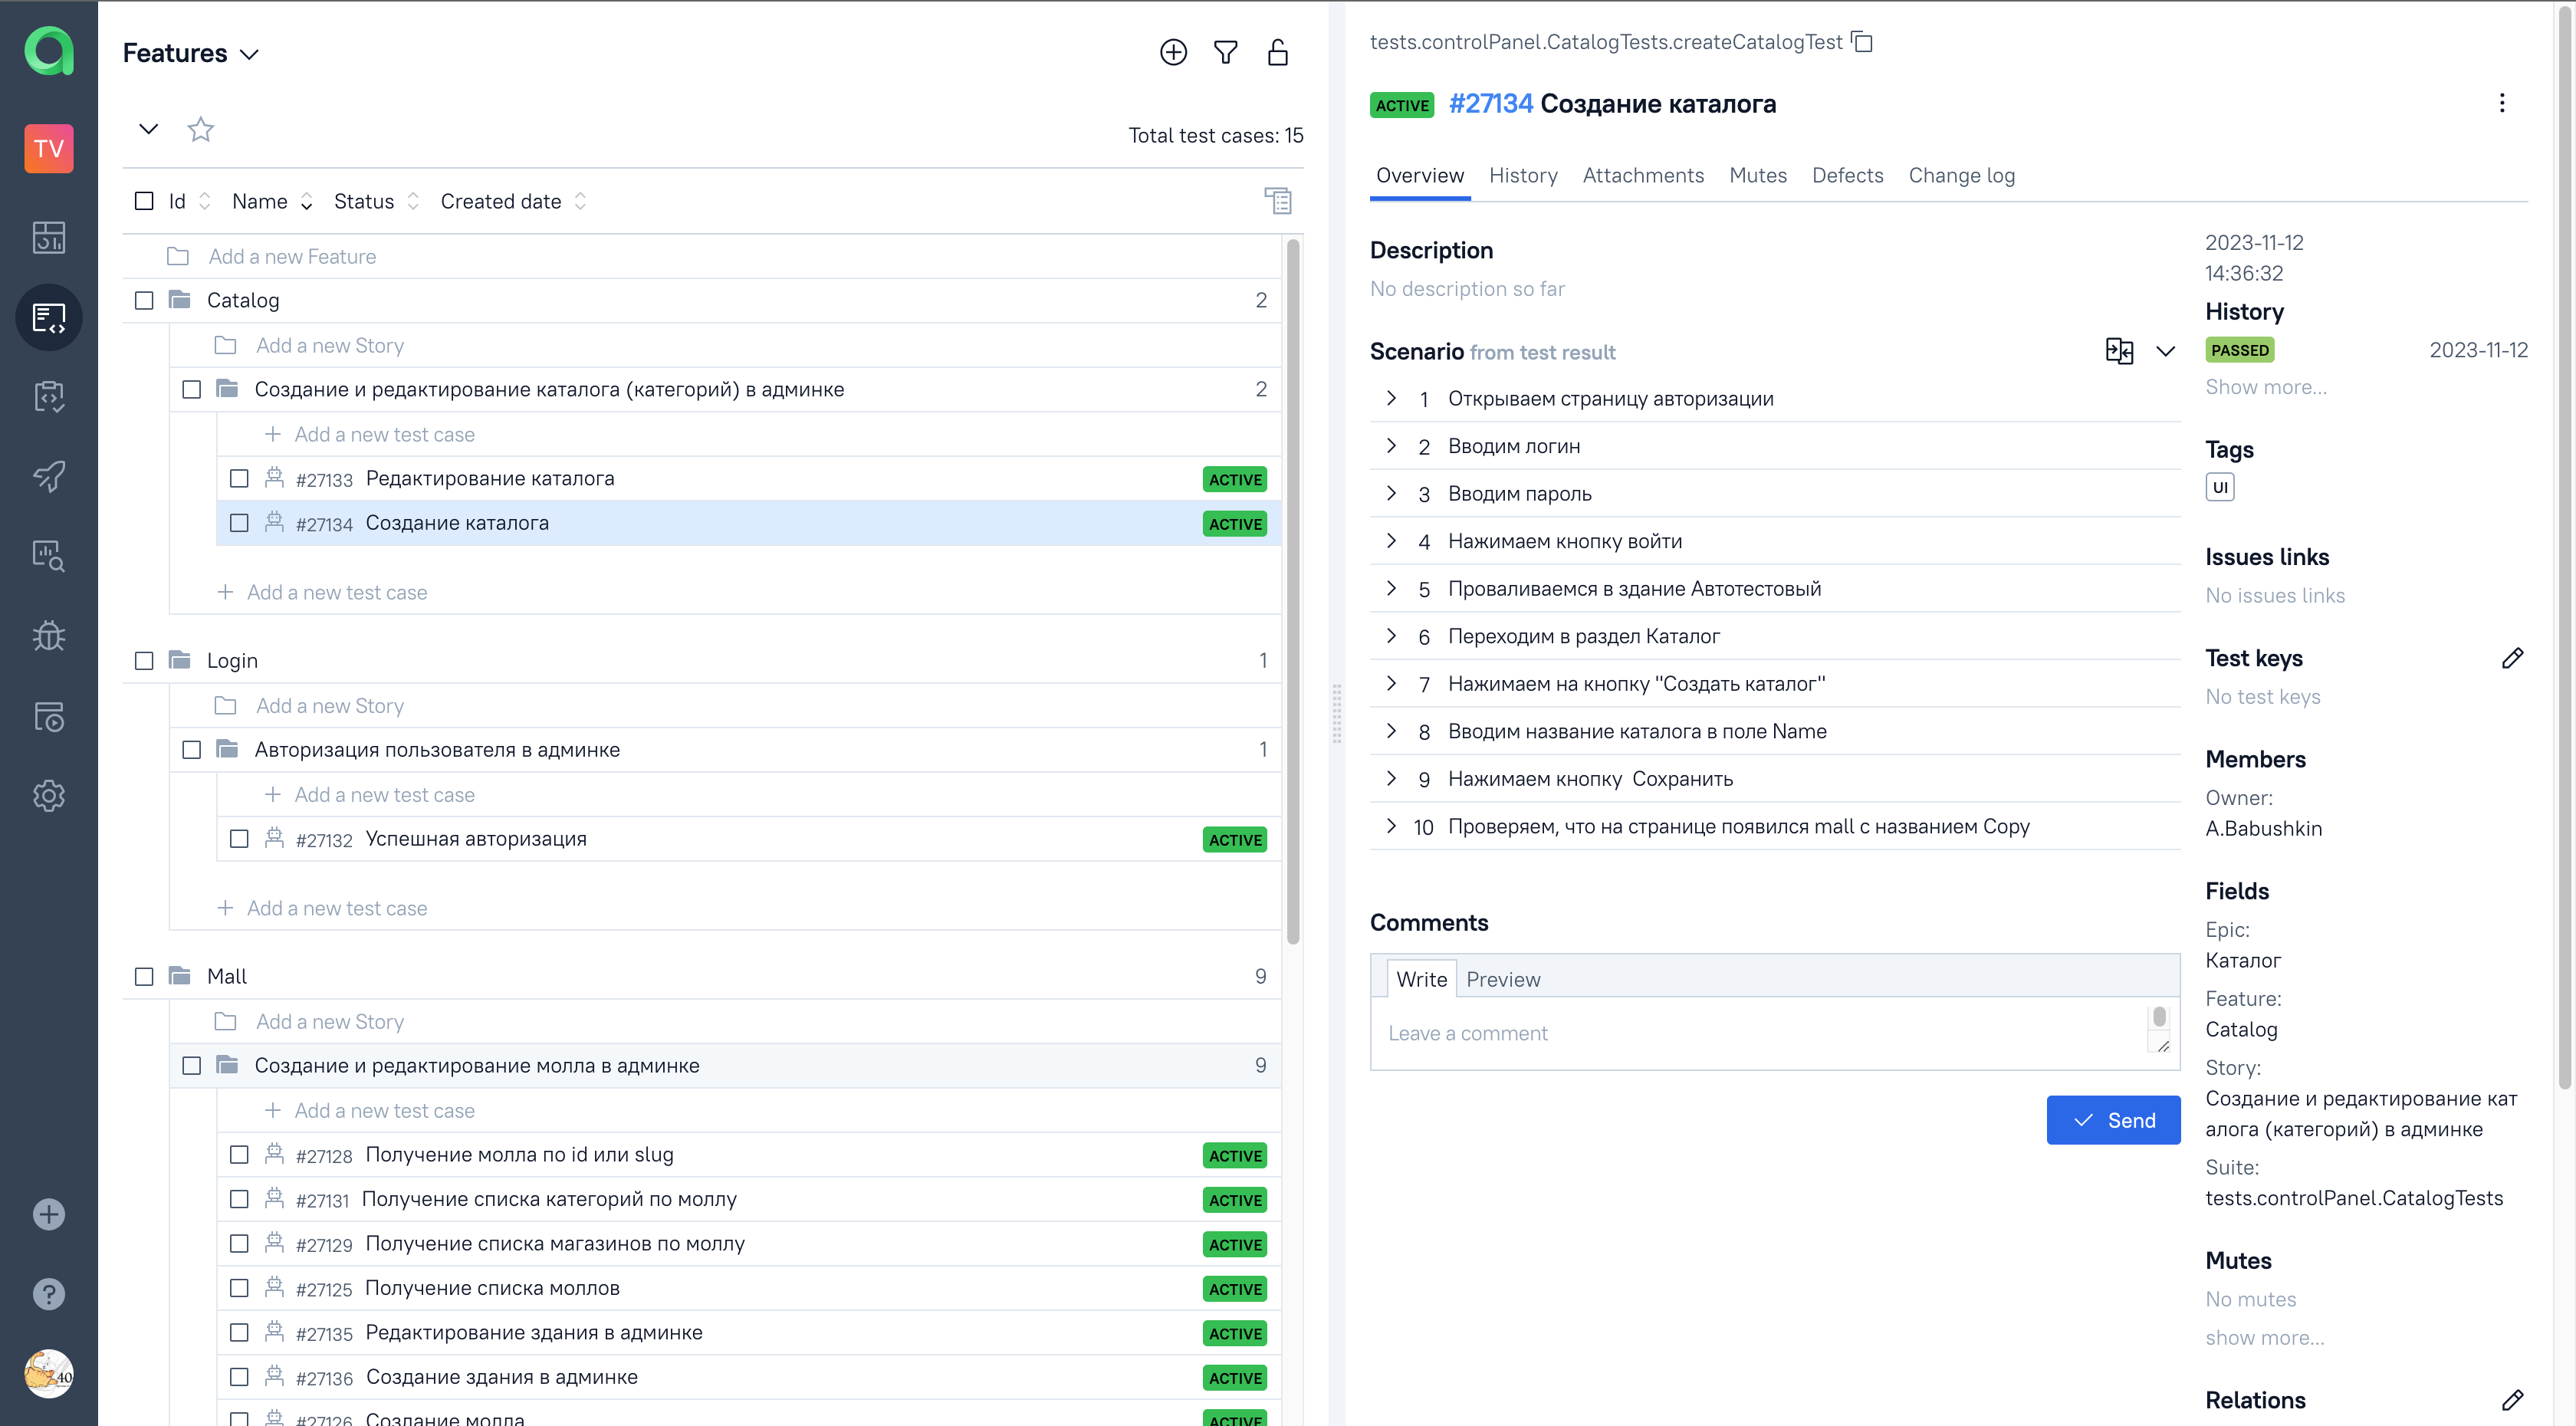 TV
Features
Total test cases: 15
Id Name Status Created date
Add a new Feature
Catalog 2
Add a new Story
Создание и редактирование каталога (категорий) в админке 2
Add a new test case
#27133 Редактирование каталога ACTIVE
#27134 Создание каталога ACTIVE
Add a new test case
Login 1
Add a new Story
Авторизация пользователя в админке 1
Add a new test case
#27132 Успешная авторизация ACTIVE
Add a new test case
Mall 9
Add a new Story
Создание и редактирование молла в админке 9
Add a new test case
#27128 Получение молла по id или slug ACTIVE
#27131 Получение списка категорий по моллу ACTIVE
#27129 Получение списка магазинов по моллу ACTIVE
#27125 Получение списка моллов ACTIVE
#27135 Редактирование здания в админке ACTIVE
#27136 Создание здания в админке ACTIVE
#27126 Создание молла ACTIVE
40
tests.controlPanel.CatalogTests.createCatalogTest
ACTIVE #27134 Создание каталога
Overview History Attachments Mutes Defects Change log
Description
No description so far
Scenario from test result
1 Открываем страницу авторизации
2 Вводим логин
3 Вводим пароль
4 Нажимаем кнопку войти
5 Проваливаемся в здание Автотестовый
6 Переходим в раздел Каталог
7 Нажимаем на кнопку "Создать каталог"
8 Вводим название каталога в поле Name
9 Нажимаем кнопку Сохранить
10 Проверяем, что на странице появился mall с названием Copy
Comments
Write Preview
Leave a comment
Send
2023-11-12
14:36:32
History
PASSED 2023-11-12
Show more...
Tags
UI
Issues links
No issues links
Test keys
No test keys
Members
Owner:
A.Babushkin
Fields
Epic:
Каталог
Feature:
Catalog
Story:
Создание и редактирование кат
алога (категорий) в админке
Suite:
tests.controlPanel.CatalogTests
Mutes
No mutes
show more...
Relations